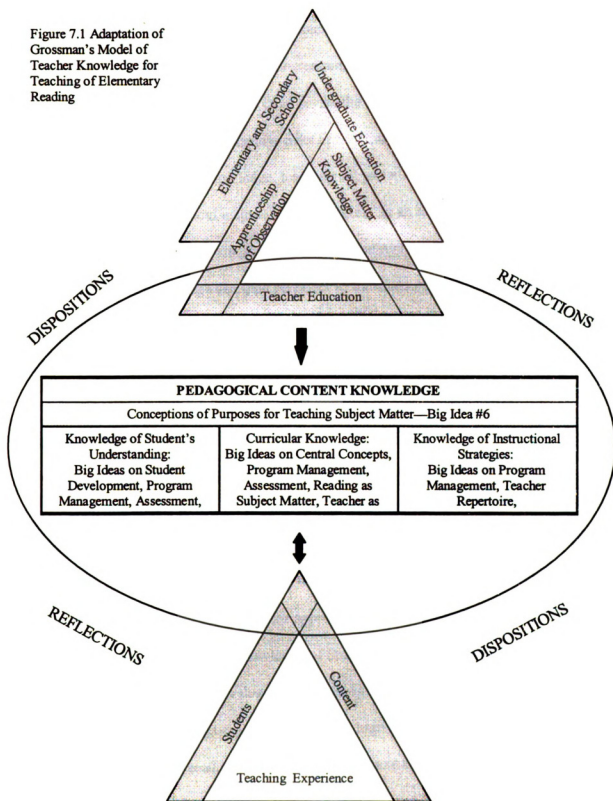 Figure 7.1 Adaptation of
Grossman's Model of
Teacher Knowledge for
Teaching of Elementary
Reading
Elementary and Secondary
School
Undergraduate Education
Apprenticeship
of Observation
Subject Matter
Knowledge
Teacher Education
DISPOSITIONS
REFLECTIONS
PEDAGOGICAL CONTENT KNOWLEDGE
Conceptions of Purposes for Teaching Subject Matter—Big Idea #6
Knowledge of Student's
Understanding:
Big Ideas on Student
Development, Program
Management, Assessment,
Curricular Knowledge:
Big Ideas on Central Concepts,
Program Management,
Assessment, Reading as
Subject Matter, Teacher as
Knowledge of Instructional
Strategies:
Big Ideas on Program
Management, Teacher
Repertoire,
REFLECTIONS
DISPOSITIONS
Students
Content
Teaching Experience